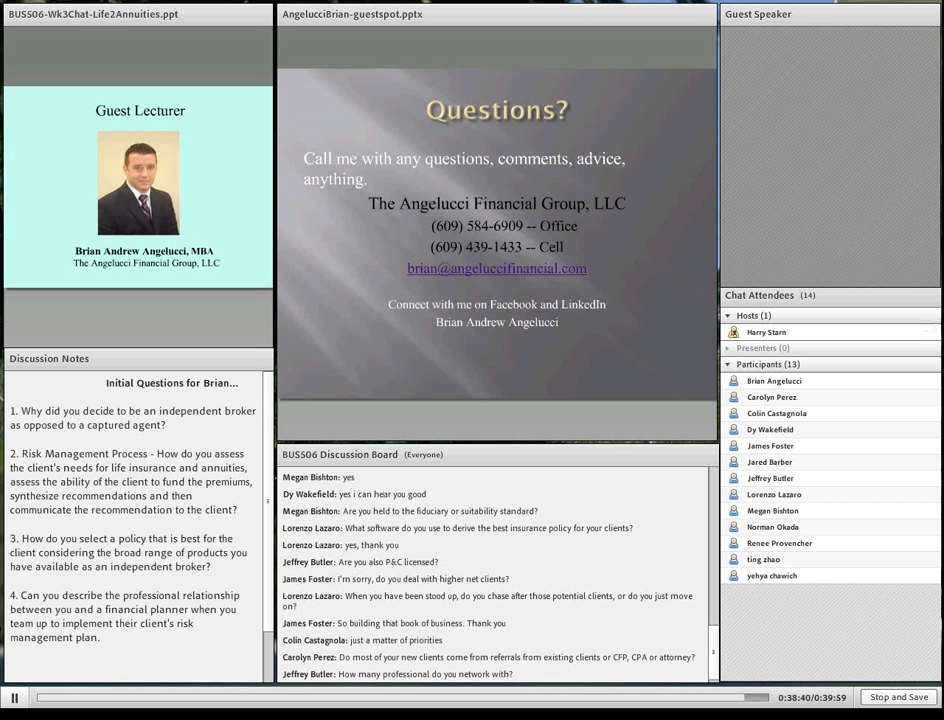 BUS506-Wk3Chat-Life2Annuities.ppt
Guest Lecturer
Brian Andrew Angelucci, MBA
The Angelucci Financial Group, LLC
Discussion Notes
Initial Questions for Brian...
1. Why did you decide to be an independent broker
as opposed to a captured agent?
2. Risk Management Process - How do you assess
the client's needs for life insurance and annuities,
assess the ability of the client to fund the premiums,
synthesize recommendations and then
communicate the recommendation to the client?
3. How do you select a policy that is best for the
client considering the broad range of products you
have available as an independent broker?
4. Can you describe the professional relationship
between you and a financial planner when you
team up to implement their client's risk
management plan.
AngelucciBrian-guestspot.pptx
Questions?
Call me with any questions, comments, advice,
anything.
The Angelucci Financial Group, LLC
(609) 584-6909 -- Office
(609) 439-1433 -- Cell
brian@angeluccifinancial.com
Connect with me on Facebook and LinkedIn
Brian Andrew Angelucci
BUS506 Discussion Board (Everyone)
Megan Bishton: yes
Dy Wakefield: yes i can hear you good
Megan Bishton: Are you held to the fiduciary or suitability standard?
Lorenzo Lazaro: What software do you use to derive the best insurance policy for your clients?
Lorenzo Lazaro: yes, thank you
Jeffrey Butler: Are you also P&C licensed?
James Foster: I'm sorry, do you deal with higher net clients?
Lorenzo Lazaro: When you have been stood up, do you chase after those potential clients, or do you just move
on?
James Foster: So building that book of business. Thank you
Colin Castagnola: just a matter of priorities
Carolyn Perez: Do most of your new clients come from referrals from existing clients or CFP, CPA or attorney?
Jeffrey Butler: How many professional do you network with?
Guest Speaker
Chat Attendees (14)
Hosts (1)
Harry Starn
Presenters (0)
Participants (13)
Brian Angelucci
Carolyn Perez
Colin Castagnola
Dy Wakefield
James Foster
Jared Barber
Jeffrey Butler
Lorenzo Lazaro
Megan Bishton
Norman Okada
Renee Provencher
ting zhao
yehya chawich
0:38:40/0:39:59
Stop and Save